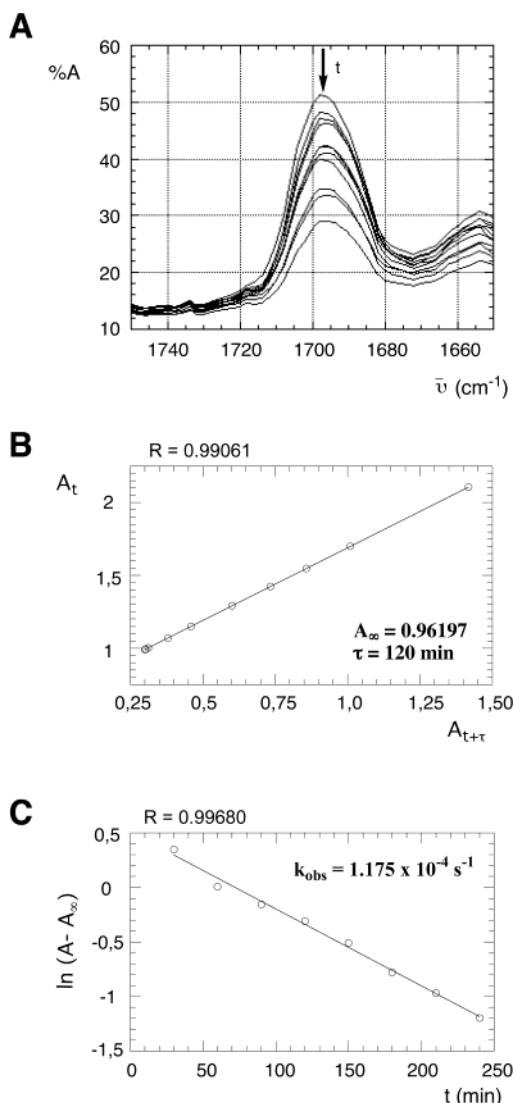 A
%A
60
50
40
30
20
10
t
1740
1720
1700
1680
1660
ῡ (cm⁻¹)
B
R = 0.99061
Aₜ
2
1,5
1
A∞ = 0.96197
τ = 120 min
0,25
0,5
0,75
1,0
1,25
1,50
Aₜ₊τ
C
R = 0.99680
0,5
0
-0,5
-1
-1,5
ln (A- A∞)
k_obs = 1.175 x 10⁻⁴ s⁻¹
0
50
100
150
200
250
t (min)